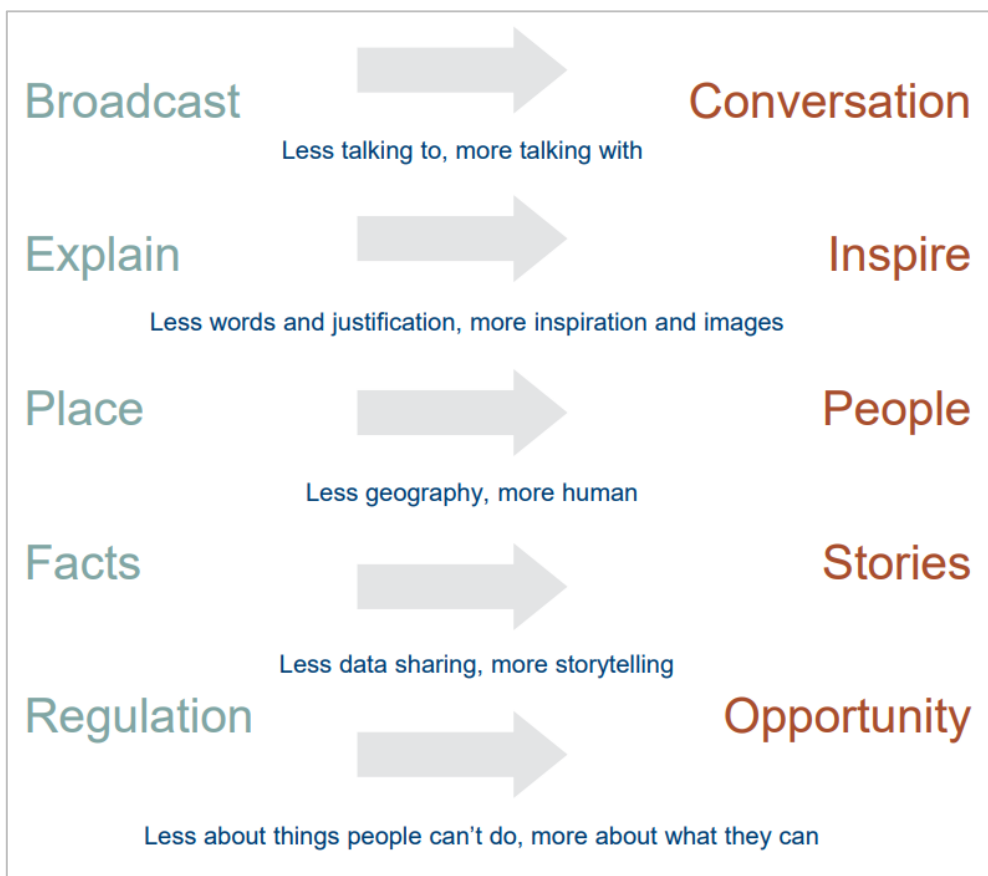 Broadcast
Conversation
Less talking to, more talking with
Explain
Inspire
Less words and justification, more inspiration and images
Place
People
Less geography, more human
Facts
Stories
Less data sharing, more storytelling
Regulation
Opportunity
Less about things people can’t do, more about what they can